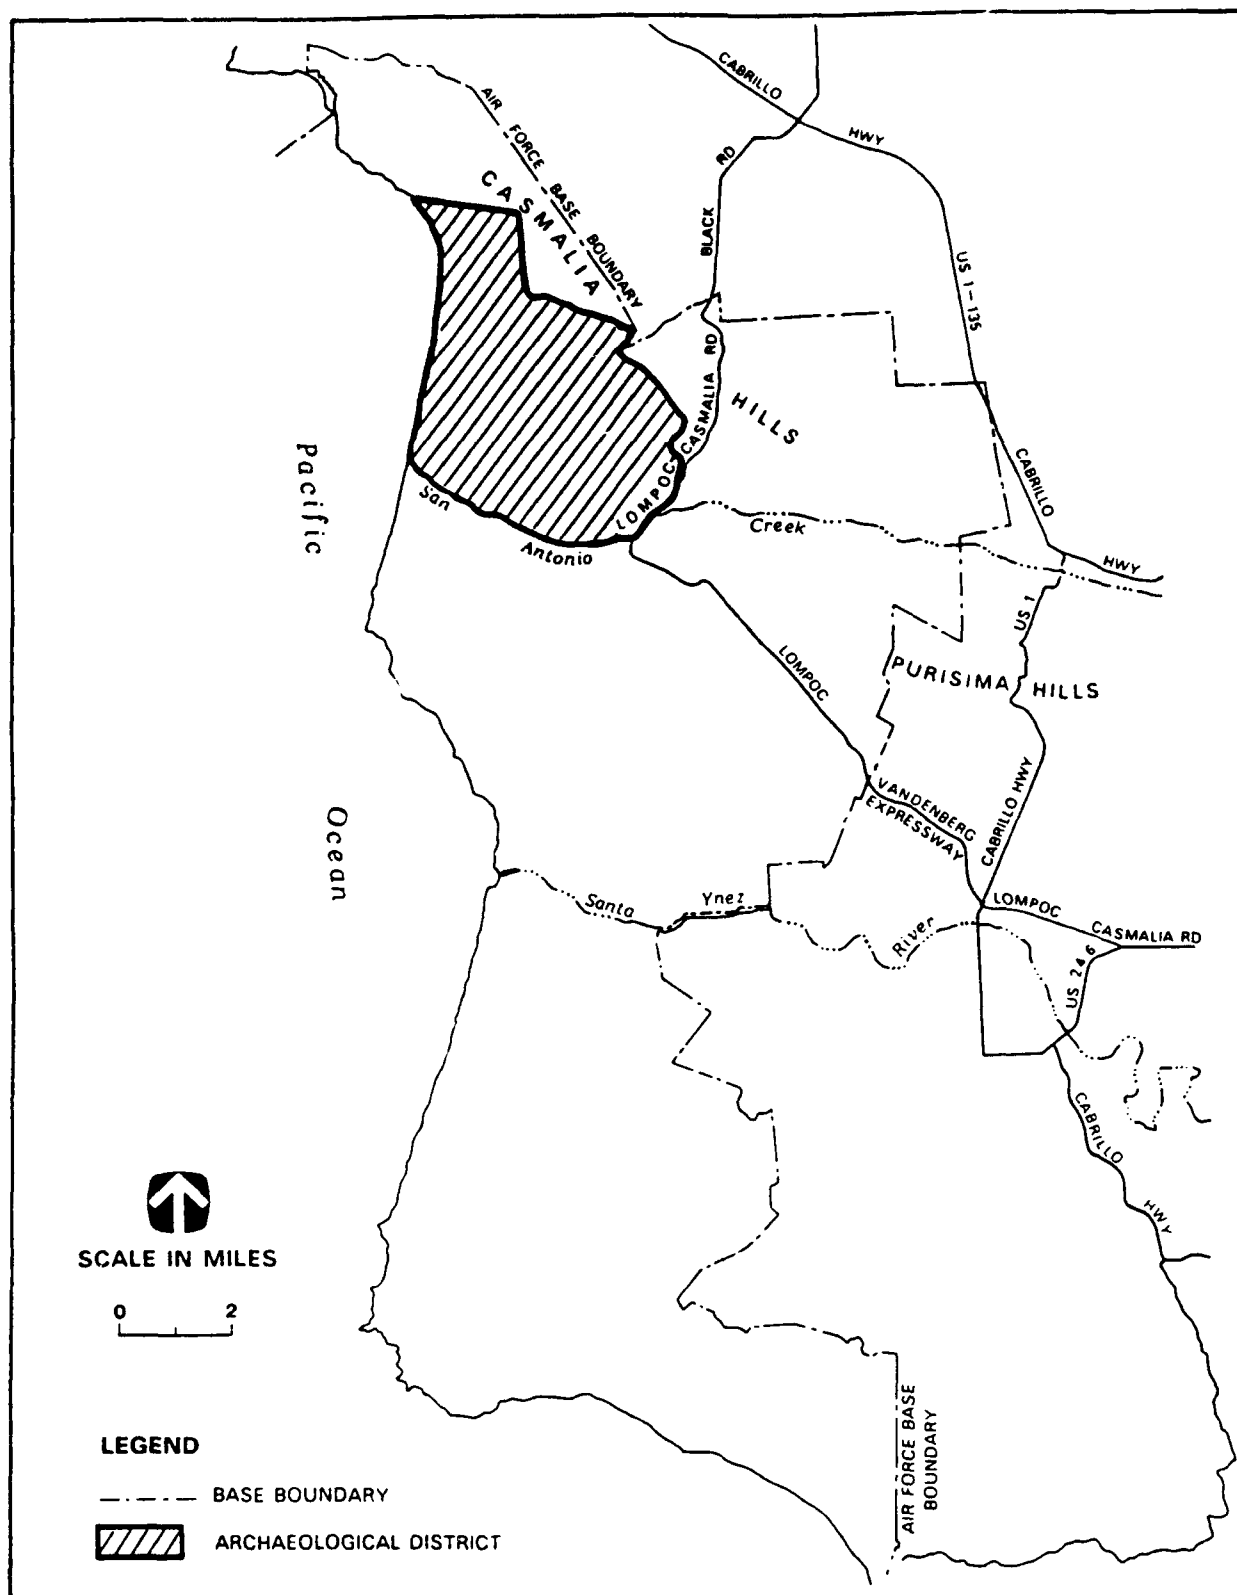 CABRILLO
HWY
AIR FORCE BASE BOUNDARY
CASMALIA
BLACK
RD
US 1-135
LOMPOC-CASMALIA RD
HILLS
Pacific
San
Antonio
Creek
CABRILLO
HWY
US 1
LOMPOC
PURISIMA HILLS
Ocean
VANDENBERG
EXPRESSWAY
CABRILLO HWY
Santa
Ynez
River
LOMPOC
CASMALIA RD
US 246
CABRILLO
HWY
SCALE IN MILES
0 2
AIR FORCE BASE
BOUNDARY
LEGEND
BASE BOUNDARY
ARCHAEOLOGICAL DISTRICT